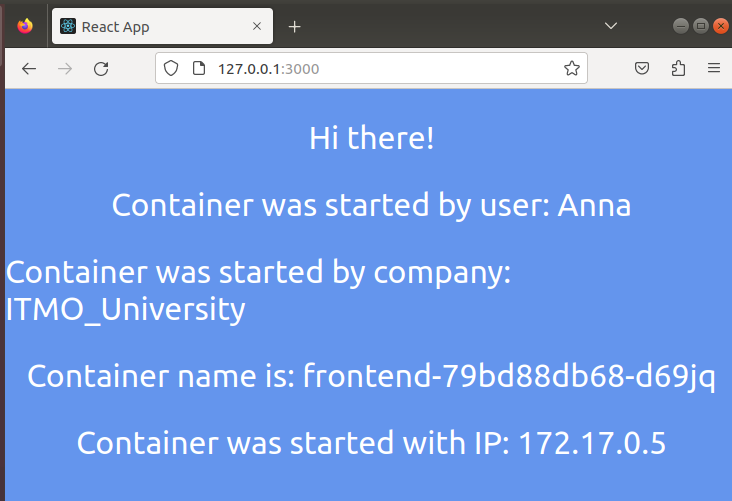 React App
127.0.0.1:3000
Hi there!
Container was started by user: Anna
Container was started by company:
ITMO_University
Container name is: frontend-79bd88db68-d69jq
Container was started with IP: 172.17.0.5